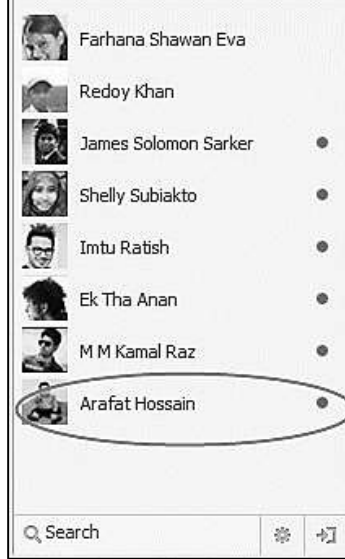 Farhana Shawan Eva
Redoy Khan
James Solomon Sarker
Shelly Subiakto
Imtu Ratish
Ek Tha Anan
M M Kamal Raz
Arafat Hossain
Search